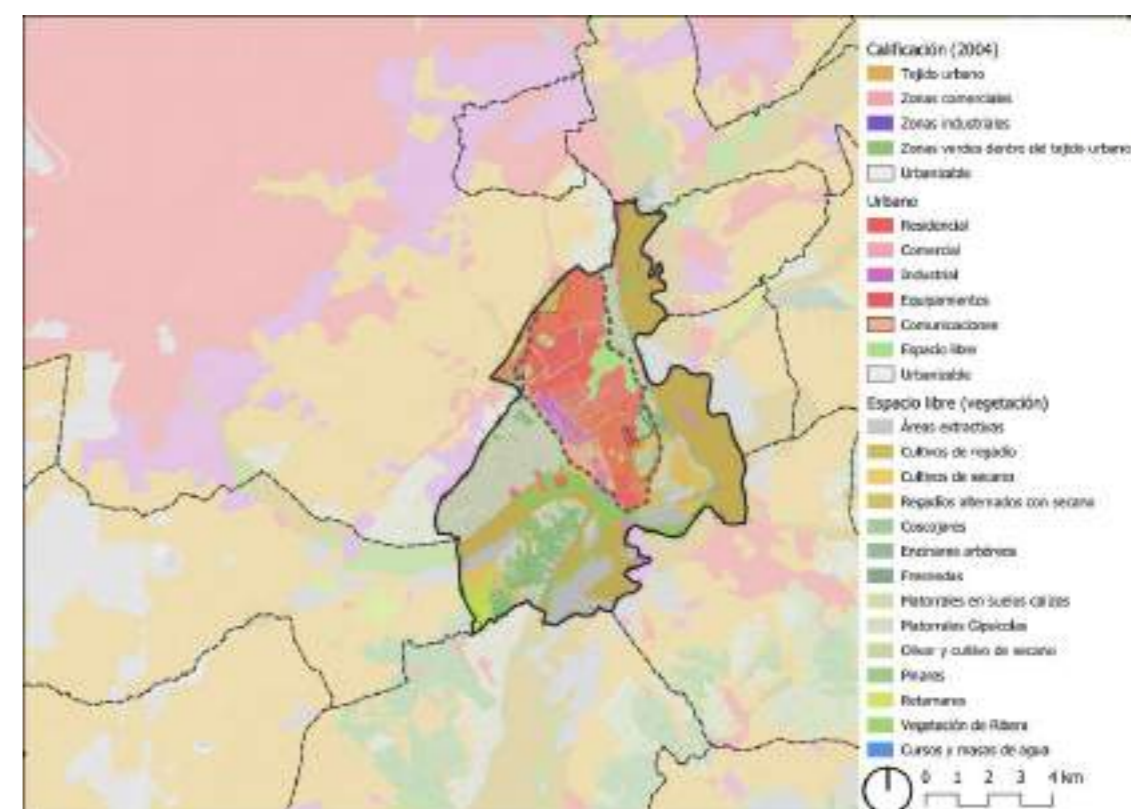 Calificación (2004)
Tejido urbano
Zonas comerciales
Zonas industriales
Zonas verdes dentro del tejido urbano
Urbanizable
Urbano
Residencial
Comercial
Industrial
Equipamientos
Comunicaciones
Espacio libre
Urbanizable
Espacio libre (vegetación)
Áreas extractivas
Cultivos de regadío
Cultivos de secano
Regadíos alternados con secano
Coscojares
Encinares arbóreos
Fresnedas
Matorrales en suelos calizos
Matorrales Gipsícolas
Olivar y cultivo de secano
Pinares
Retamares
Vegetación de Ribera
Cursos y masas de agua
0 1 2 3 4 km